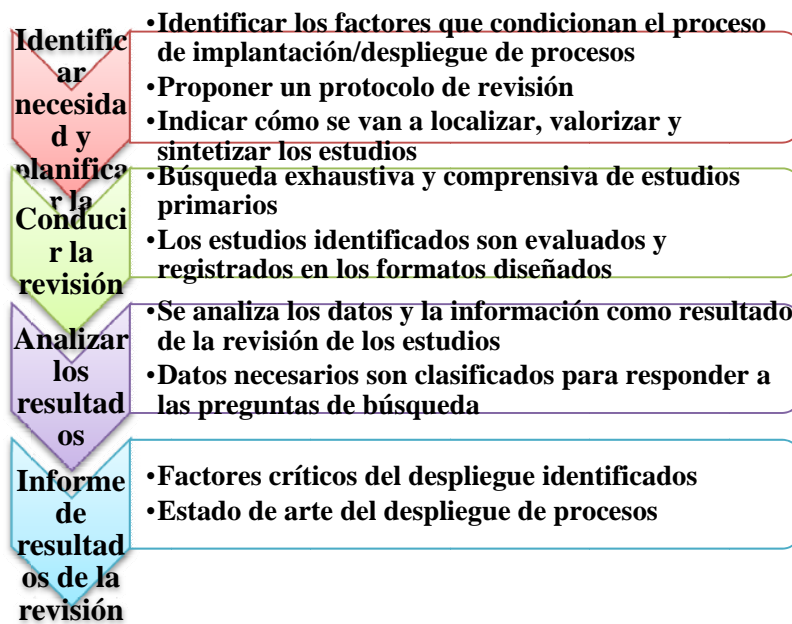 Identific
ar
necesida
d y
planifica
r la
•Identificar los factores que condicionan el proceso
de implantación/despliegue de procesos
•Proponer un protocolo de revisión
•Indicar cómo se van a localizar, valorizar y
sintetizar los estudios
Conduci
r la
revisión
•Búsqueda exhaustiva y comprensiva de estudios
primarios
•Los estudios identificados son evaluados y
registrados en los formatos diseñados
Analizar
los
resultad
os
•Se analiza los datos y la información como resultado
de la revisión de los estudios
•Datos necesarios son clasificados para responder a
las preguntas de búsqueda
Informe
de
resultad
os de la
revisión
•Factores críticos del despliegue identificados
•Estado de arte del despliegue de procesos